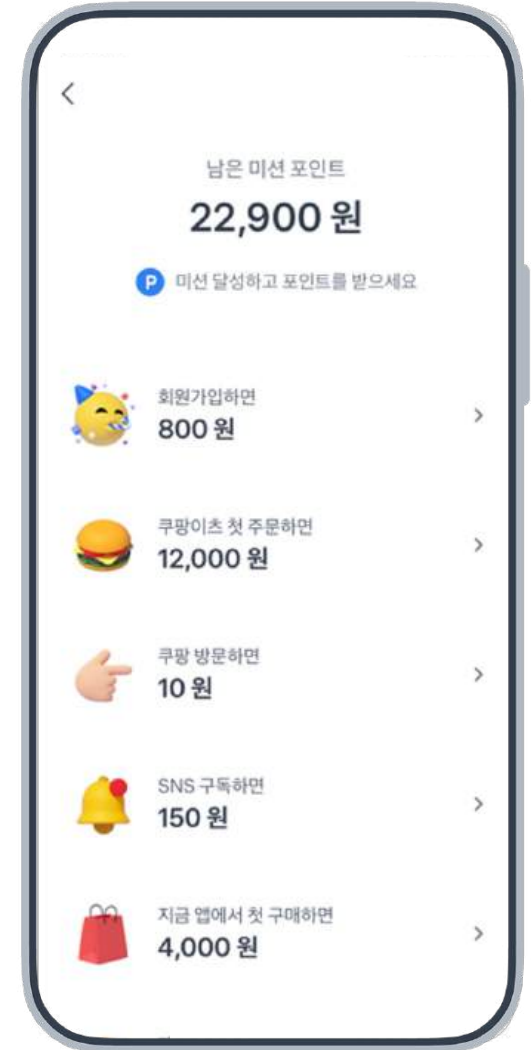 남은 미션 포인트
22,900 원
P 미션 달성하고 포인트를 받으세요
회원가입하면
800 원
쿠팡이츠 첫 주문하면
12,000 원
쿠팡 방문하면
10 원
SNS 구독하면
150 원
지금 앱에서 첫 구매하면
4,000 원